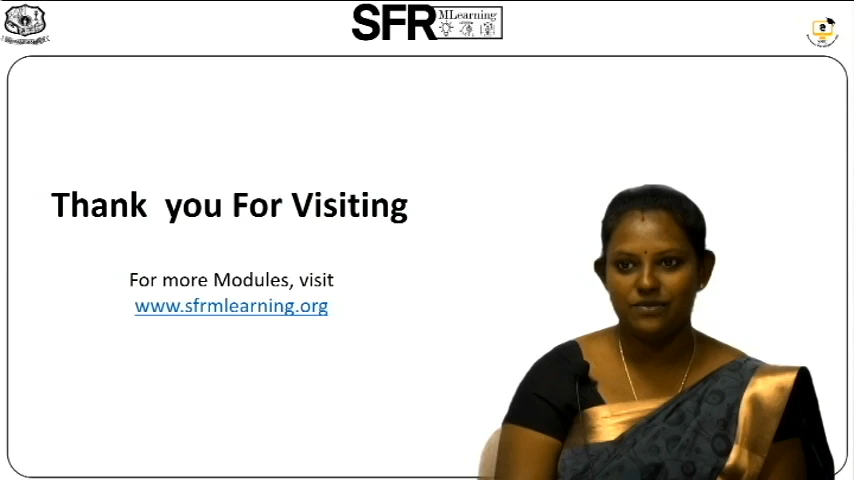 SFR
MLearning
Thank you For Visiting
For more Modules, visit
www.sfrmlearning.org